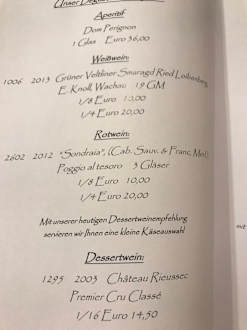 Unser
Aperitif
Dom Perignon
1 Glas Euro 36,00
Weißwein:
1006 2013 Grüner Veltliner Smaragd Ried Loibenberg
E. Knoll, Wachau 19 GM
1/8 Euro 10,00
1/4 Euro 20,00
Rotwein:
2602 2012 "Sondraia", (Cab. Sauv. & Franc, Merl)
Poggio al tesoro 3 Gläser
1/8 Euro 10,00
1/4 Euro 20,00
Mit unserer heutigen Dessertweinempfehlung
servieren wir Ihnen eine kleine Käseauswahl
Dessertwein:
1295 2003 Château Rieussec
Premier Cru Classé
1/16 Euro 14,50
mit